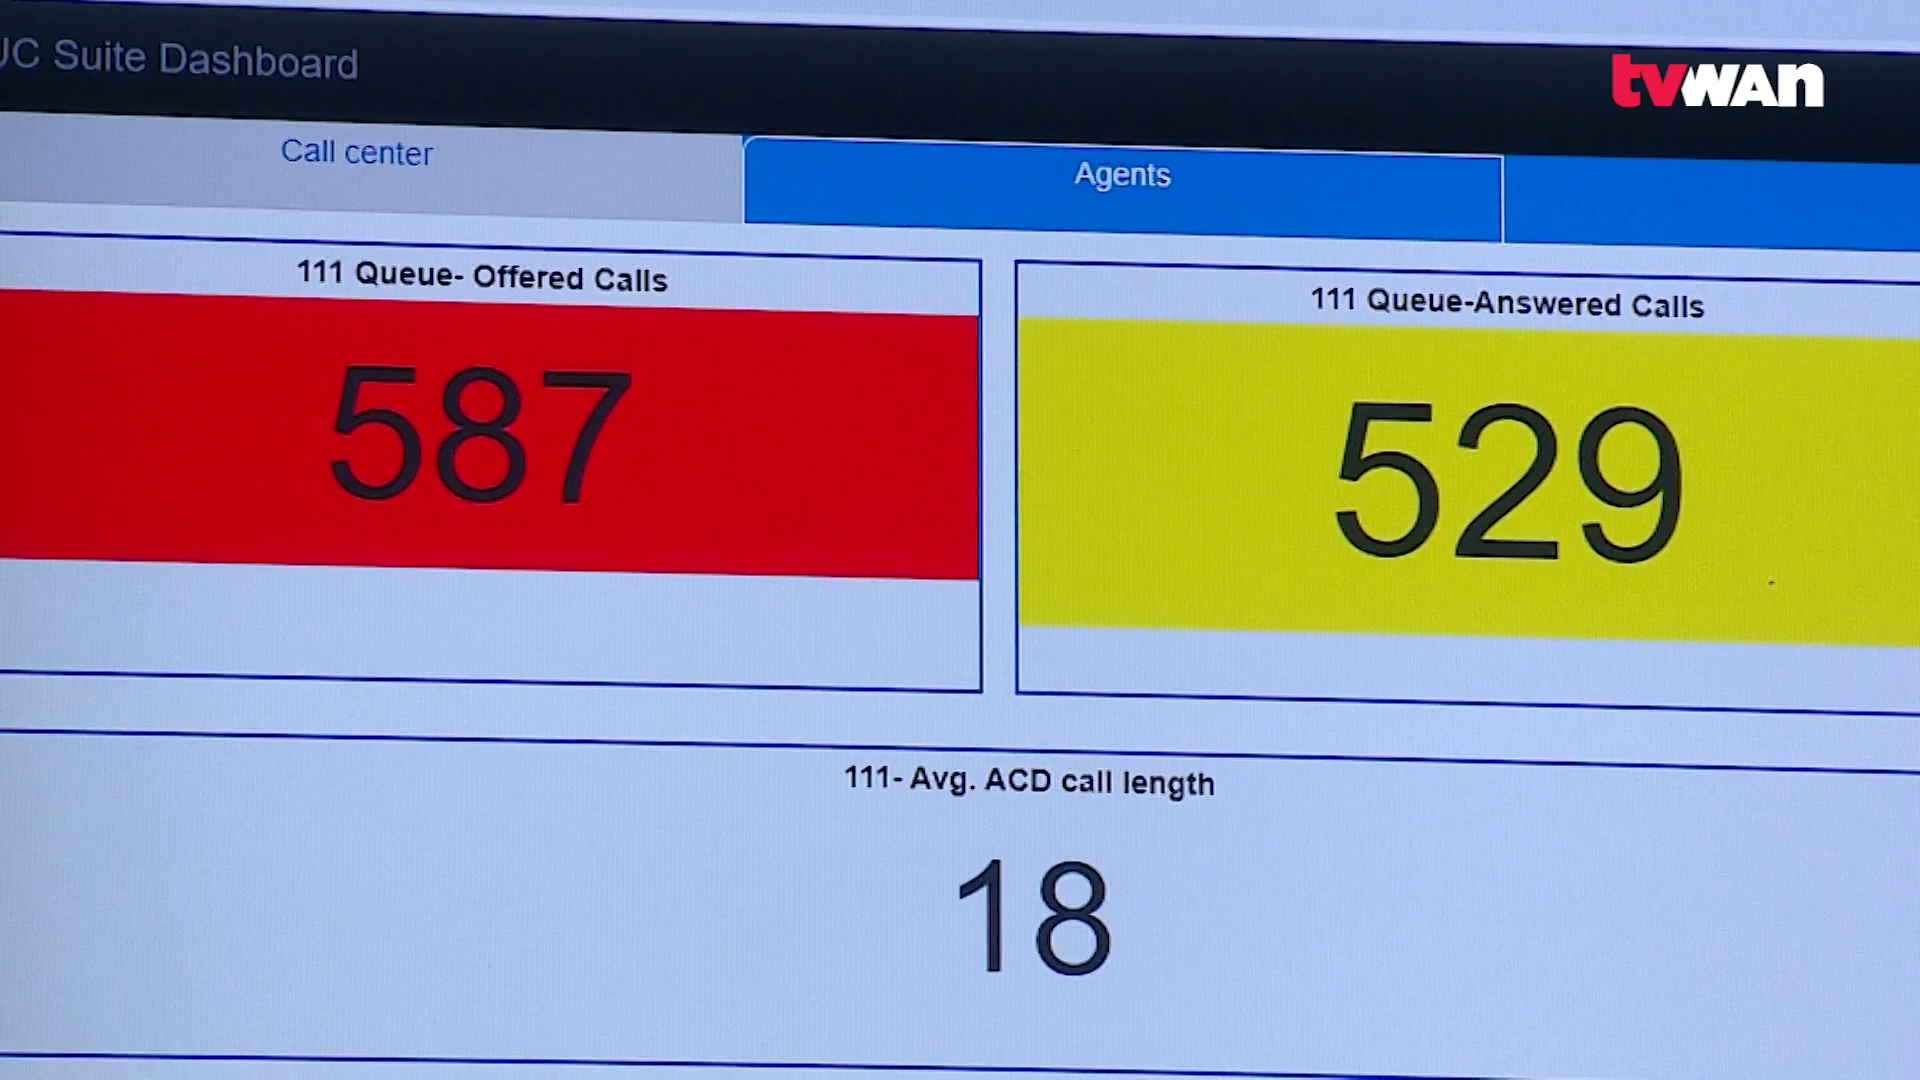 UC Suite Dashboard
tvwan
Call center
Agents
111 Queue- Offered Calls
111 Queue-Answered Calls
587
529
111- Avg. ACD call length
18